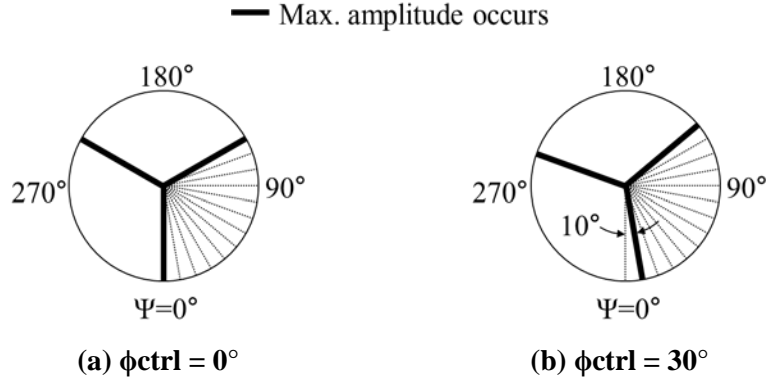 Max. amplitude occurs
180°
270°
90°
Ψ=0°
(a) ϕctrl = 0°
180°
270°
10°
90°
Ψ=0°
(b) ϕctrl = 30°